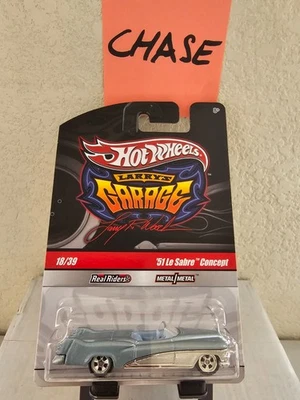 CHASE
HOT WHEELS
LARRY'S
GARAGE
18/39
'51 Le Sabre™ Concept
Real Riders
METAL/METAL